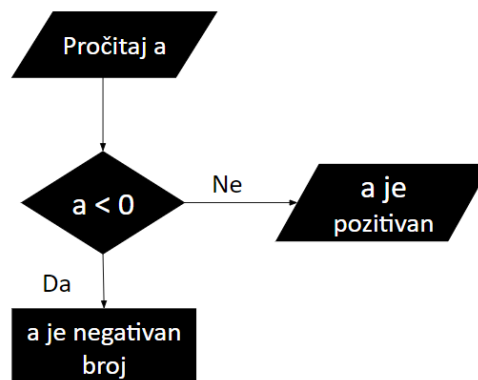 Pročitaj a
a < 0
Ne
a je
pozitivan
Da
a je negativan
broj